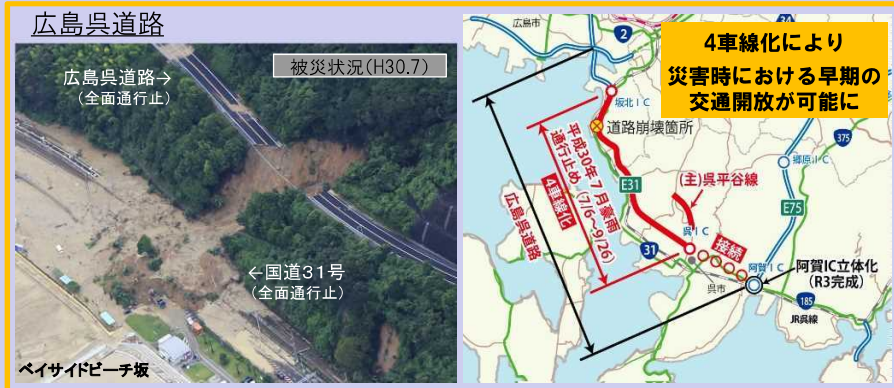 広島呉道路
被災状況(H30.7)
広島呉道路→
(全面通行止)
←国道31号
(全面通行止)
ベイサイドビーチ坂
4車線化により
災害時における早期の
交通開放が可能に
広島市
2
坂北IC
道路崩壊箇所
平成30年7月豪雨
通行止め(7/6~9/26)
4車線化
広島呉道路
E31
(主)呉平谷線
呉IC
31
接続
呉市
阿賀IC
阿賀IC立体化
(R3完成)
185
JR呉線
郷原IC
E75
375
2